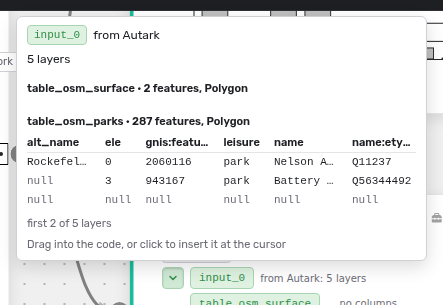 input_0 from Autark
5 layers
table_osm_surface • 2 features, Polygon
table_osm_parks • 287 features, Polygon
alt_name ele gnis:featu… leisure name name:ety…
Rockefel… 0 2060116 park Nelson A… Q11237
null 3 943167 park Battery … Q56344492
null null null null null null
first 2 of 5 layers
Drag into the code, or click to insert it at the cursor
input_0 from Autark: 5 layers
table_osm_surface no columns